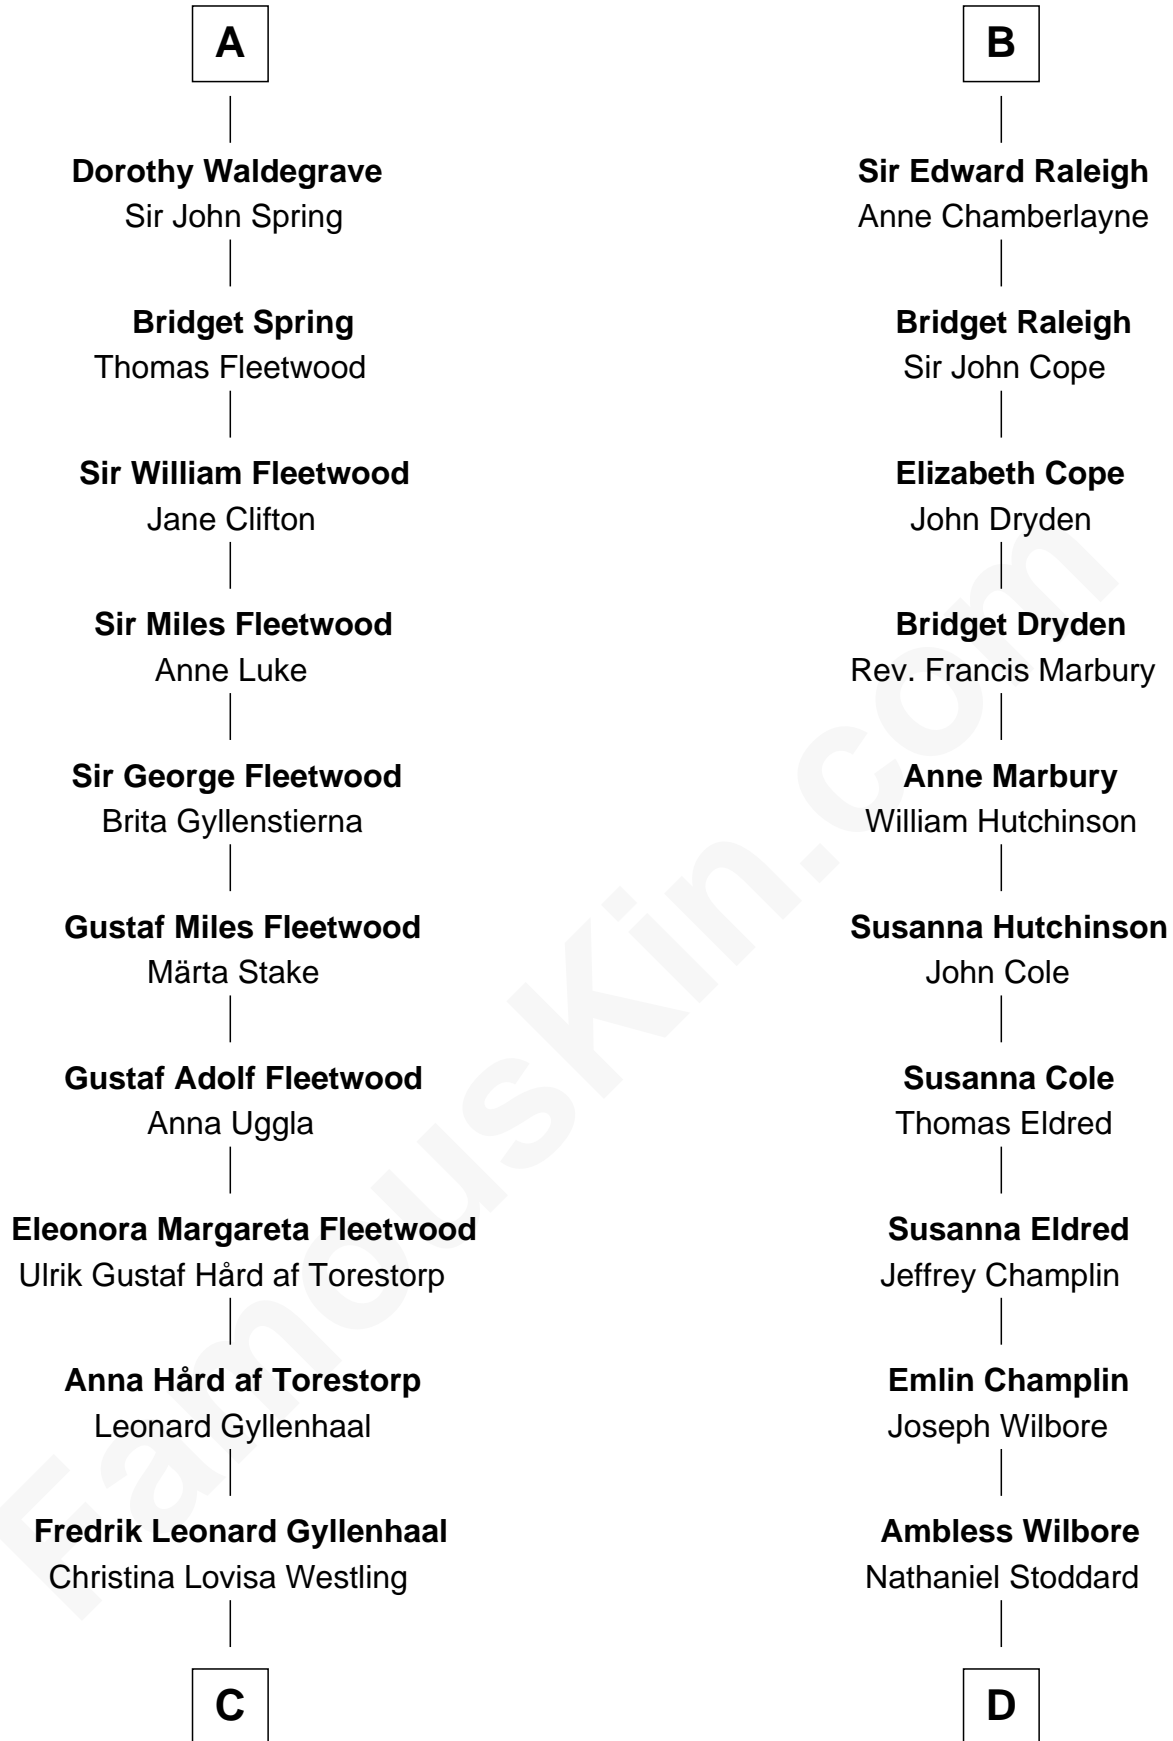 A
Dorothy Waldegrave
Sir John Spring
Bridget Spring
Thomas Fleetwood
Sir William Fleetwood
Jane Clifton
Sir Miles Fleetwood
Anne Luke
Sir George Fleetwood
Brita Gyllenstierna
Gustaf Miles Fleetwood
Märta Stake
Gustaf Adolf Fleetwood
Anna Uggla
Eleonora Margareta Fleetwood
Ulrik Gustaf Hård af Torestorp
Anna Hård af Torestorp
Leonard Gyllenhaal
Fredrik Leonard Gyllenhaal
Christina Lovisa Westling
C
B
Sir Edward Raleigh
Anne Chamberlayne
Bridget Raleigh
Sir John Cope
Elizabeth Cope
John Dryden
Bridget Dryden
Rev. Francis Marbury
Anne Marbury
William Hutchinson
Susanna Hutchinson
John Cole
Susanna Cole
Thomas Eldred
Susanna Eldred
Jeffrey Champlin
Emlin Champlin
Joseph Wilbore
Ambless Wilbore
Nathaniel Stoddard
D
FamousKin.com